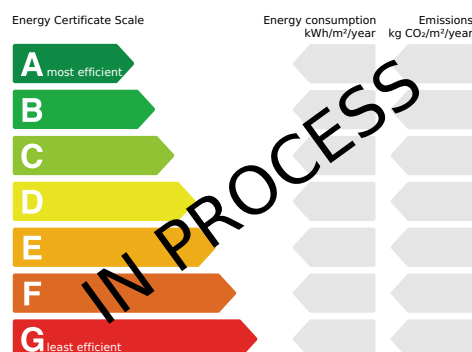 Energy Certificate Scale
Energy consumption
kWh/m²/year
Emissions
kg CO₂/m²/year
A most efficient
B
C
D
E
F
G least efficient
IN PROCESS